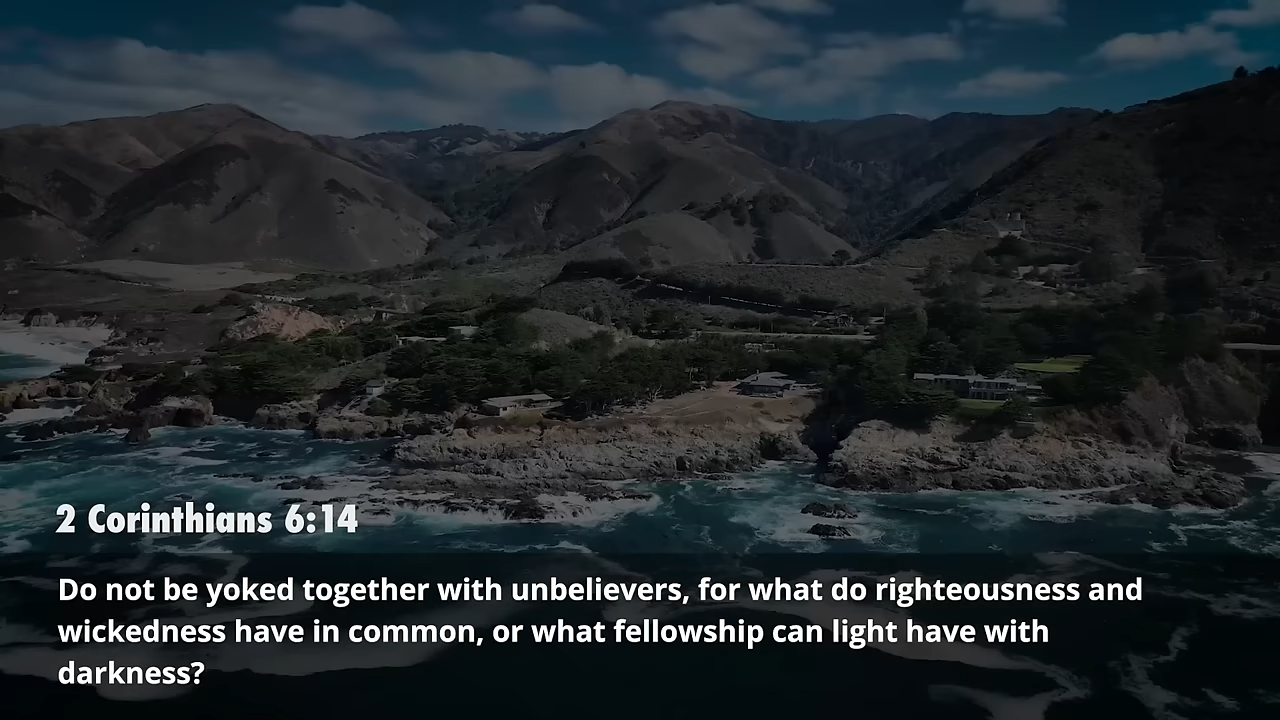 2 Corinthians 6:14
Do not be yoked together with unbelievers, for what do righteousness and
wickedness have in common, or what fellowship can light have with
darkness?